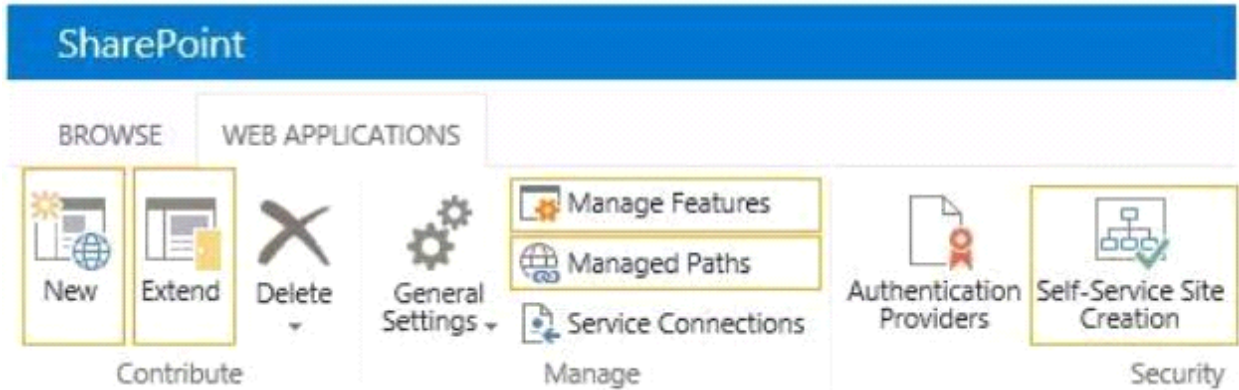 SharePoint
BROWSE
WEB APPLICATIONS
New
Extend
Delete
General
Settings
Manage Features
Managed Paths
Service Connections
Authentication
Providers
Self-Service Site
Creation
Contribute
Manage
Security